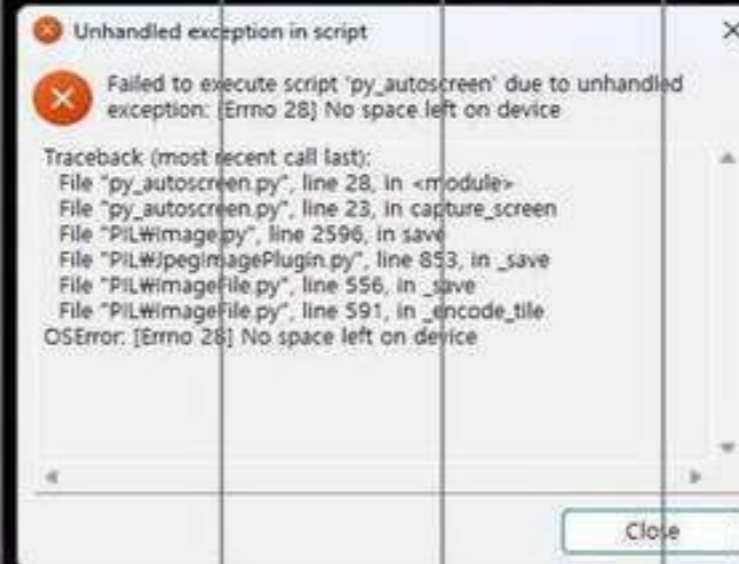 Unhandled exception in script
Failed to execute script 'py_autoscreen' due to unhandled
exception: [Errno 28] No space left on device
Traceback (most recent call last):
File "py_autoscreen.py", line 28, in <module>
File "py_autoscreen.py", line 23, in capture_screen
File "PIL₩Image.py", line 2596, in save
File "PIL₩JpegImagePlugin.py", line 853, in _save
File "PIL₩ImageFile.py", line 556, in _save
File "PIL₩ImageFile.py", line 591, in _encode_tile
OSError: [Errno 28] No space left on device
Close